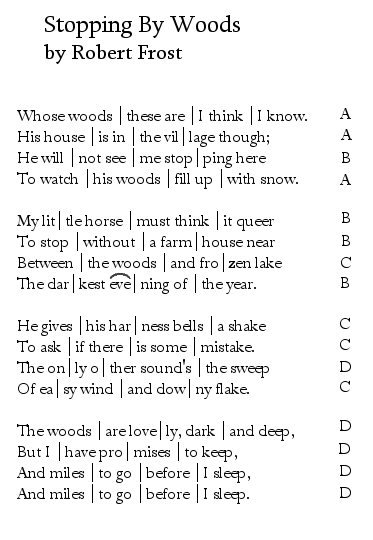 Stopping By Woods
by Robert Frost
Whose woods | these are | I think | I know. A
His house | is in | the vil | lage though; A
He will | not see | me stop | ping here B
To watch | his woods | fill up | with snow. A
My lit | tle horse | must think | it queer B
To stop | without | a farm | house near B
Between | the woods | and fro | zen lake C
The dar | kest eve | ning of | the year. B
He gives | his har | ness bells | a shake C
To ask | if there | is some | mistake. C
The on | ly o | ther sound's | the sweep D
Of ea | sy wind | and dow | ny flake. C
The woods | are love | ly, dark | and deep, D
But I | have pro | mises | to keep, D
And miles | to go | before | I sleep, D
And miles | to go | before | I sleep. D